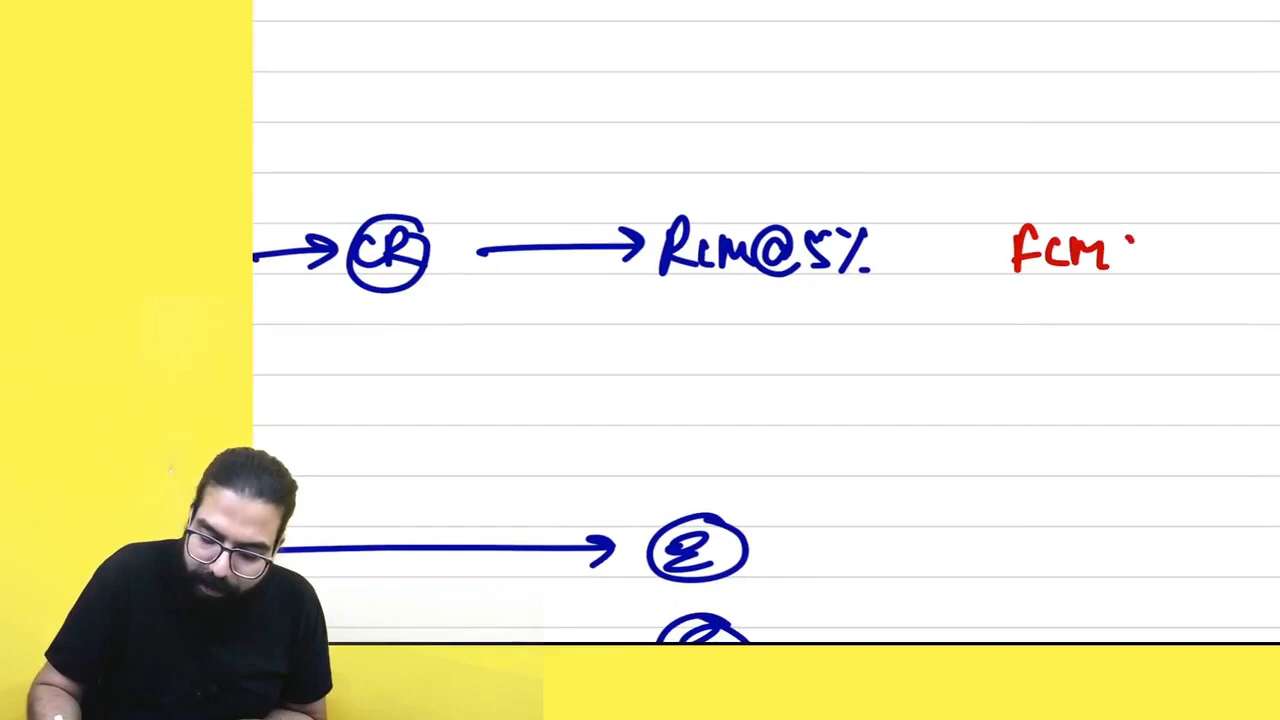 → CR → RCM@5% FCM
→